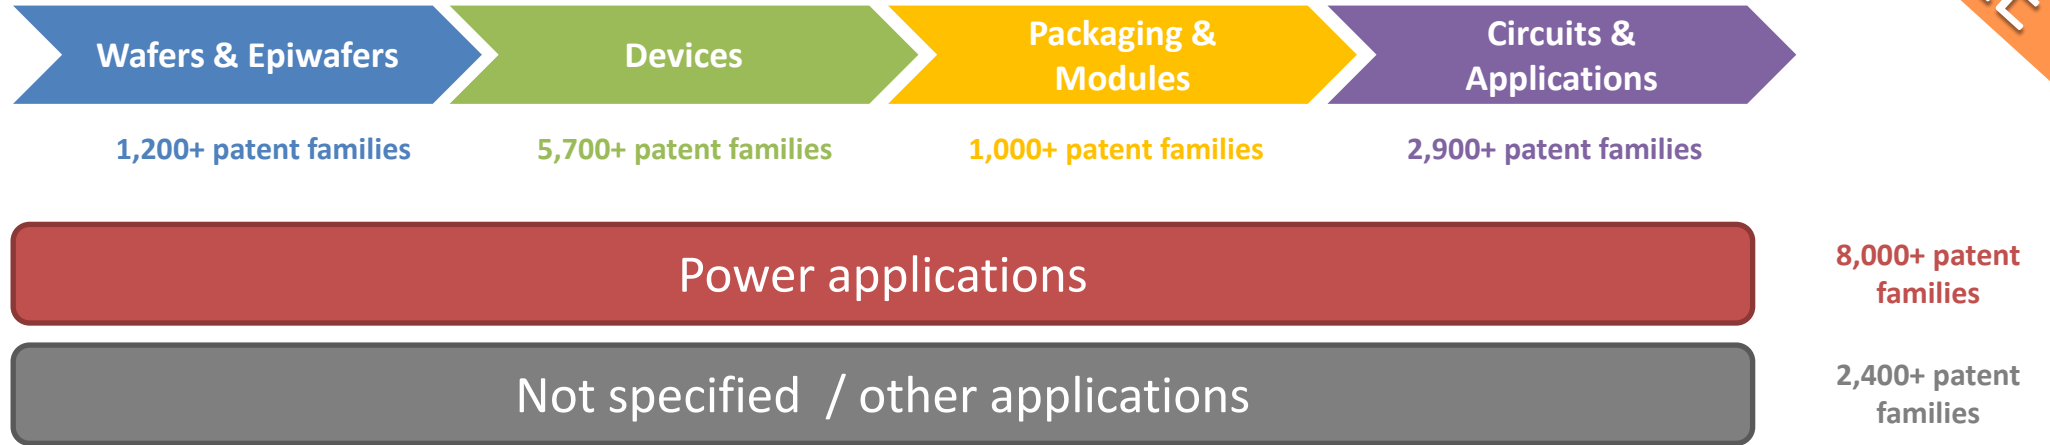 Wafers & Epiwafers
Devices
Packaging &
Modules
Circuits &
Applications
1,200+ patent families
5,700+ patent families
1,000+ patent families
2,900+ patent families
Power applications
8,000+ patent
families
Not specified / other applications
2,400+ patent
families